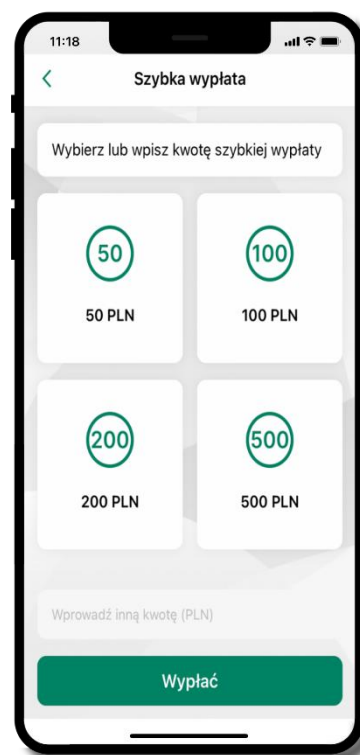 11:18
Szybka wypłata
Wybierz lub wpisz kwotę szybkiej wypłaty
50
100
50 PLN
100 PLN
200
500
200 PLN
500 PLN
Wprowadź inną kwotę (PLN)
Wypłać